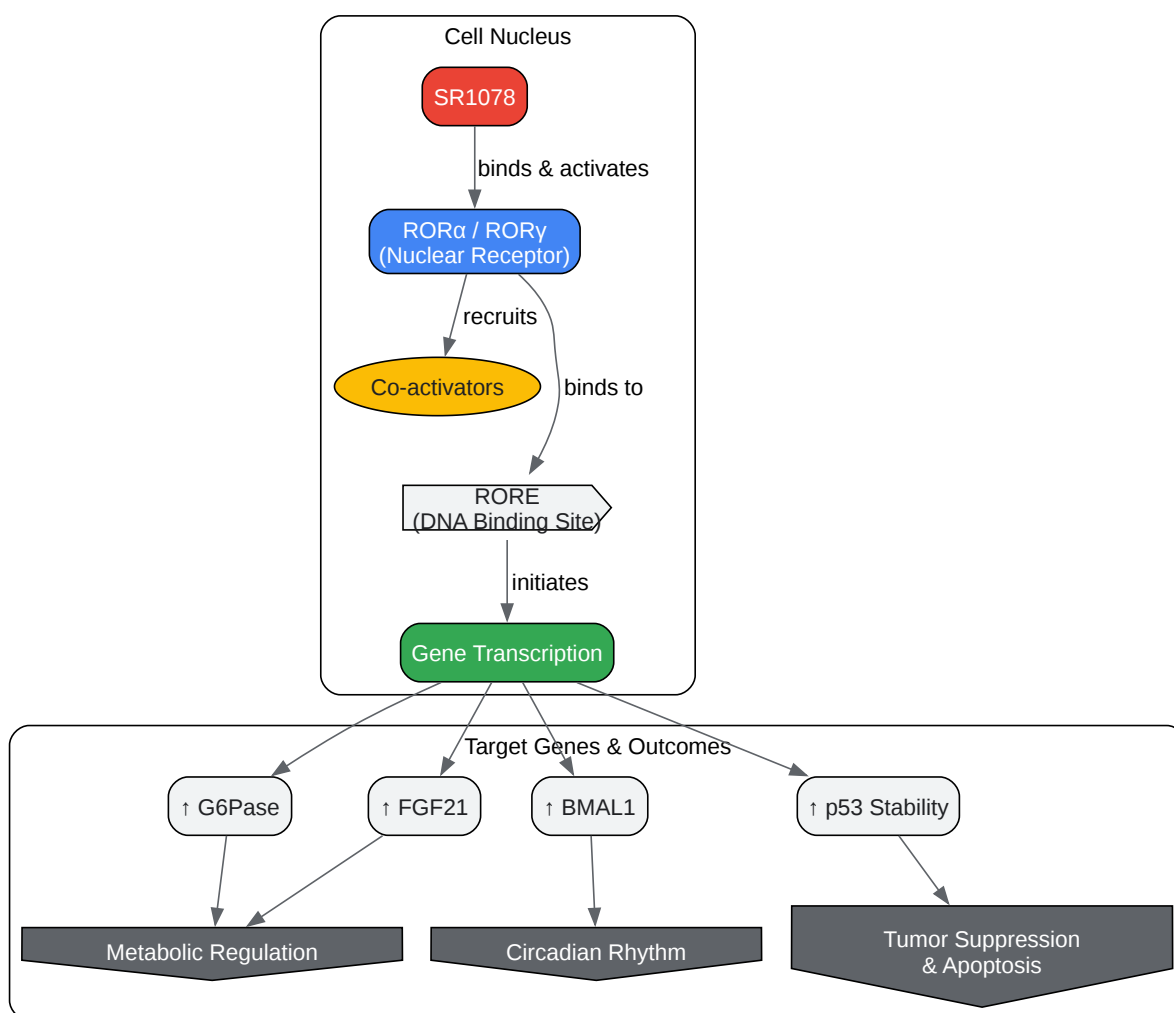 Cell Nucleus
SR1078
binds & activates
RORα / RORγ
(Nuclear Receptor)
recruits
Co-activators
binds to
RORE
(DNA Binding Site)
initiates
Gene Transcription
Target Genes & Outcomes
↑ G6Pase
↑ FGF21
↑ BMAL1
↑ p53 Stability
Metabolic Regulation
Circadian Rhythm
Tumor Suppression
& Apoptosis